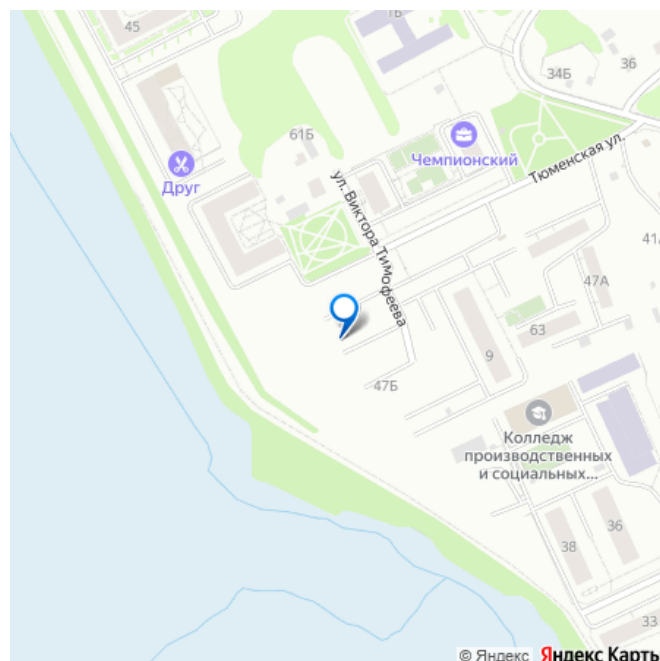 45
1Б
36
34Б
61Б
Чемпионский
Тюменская ул.
Друг
ул. Виктора Тимофеева
41А
47А
63
9
47Б
Колледж
производственных
и социальных...
36
38
33
© Яндекс Яндекс Карты